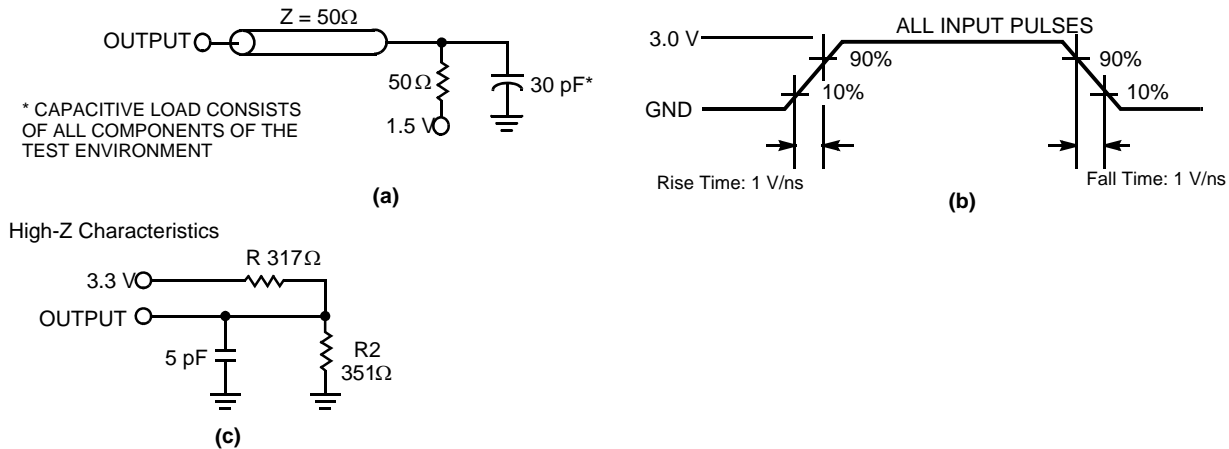 Z = 50Ω
OUTPUT
50Ω
30 pF*
1.5 V
* CAPACITIVE LOAD CONSISTS
OF ALL COMPONENTS OF THE
TEST ENVIRONMENT
(a)
ALL INPUT PULSES
3.0 V
90%
90%
10%
10%
GND
Rise Time: 1 V/ns
Fall Time: 1 V/ns
(b)
High-Z Characteristics
R 317Ω
3.3 V
OUTPUT
5 pF
R2
351Ω
(c)